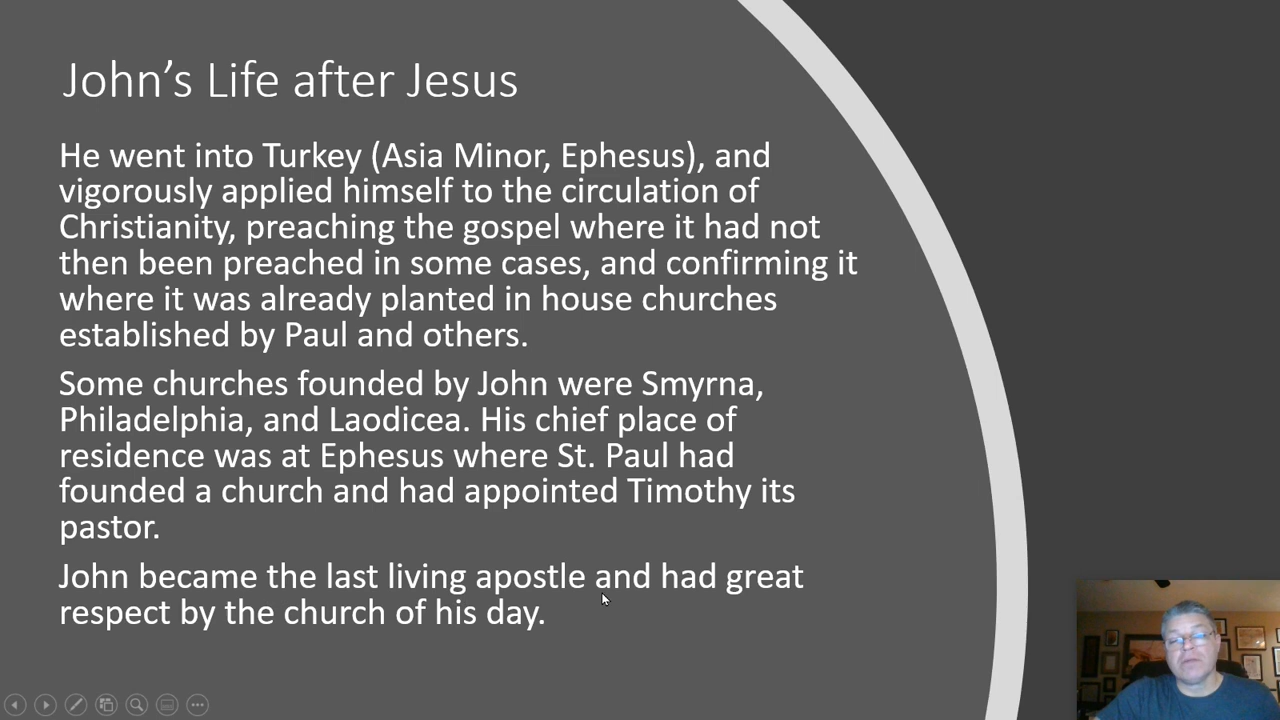 John’s Life after Jesus
He went into Turkey (Asia Minor, Ephesus), and
vigorously applied himself to the circulation of
Christianity, preaching the gospel where it had not
then been preached in some cases, and confirming it
where it was already planted in house churches
established by Paul and others.
Some churches founded by John were Smyrna,
Philadelphia, and Laodicea. His chief place of
residence was at Ephesus where St. Paul had
founded a church and had appointed Timothy its
pastor.
John became the last living apostle and had great
respect by the church of his day.